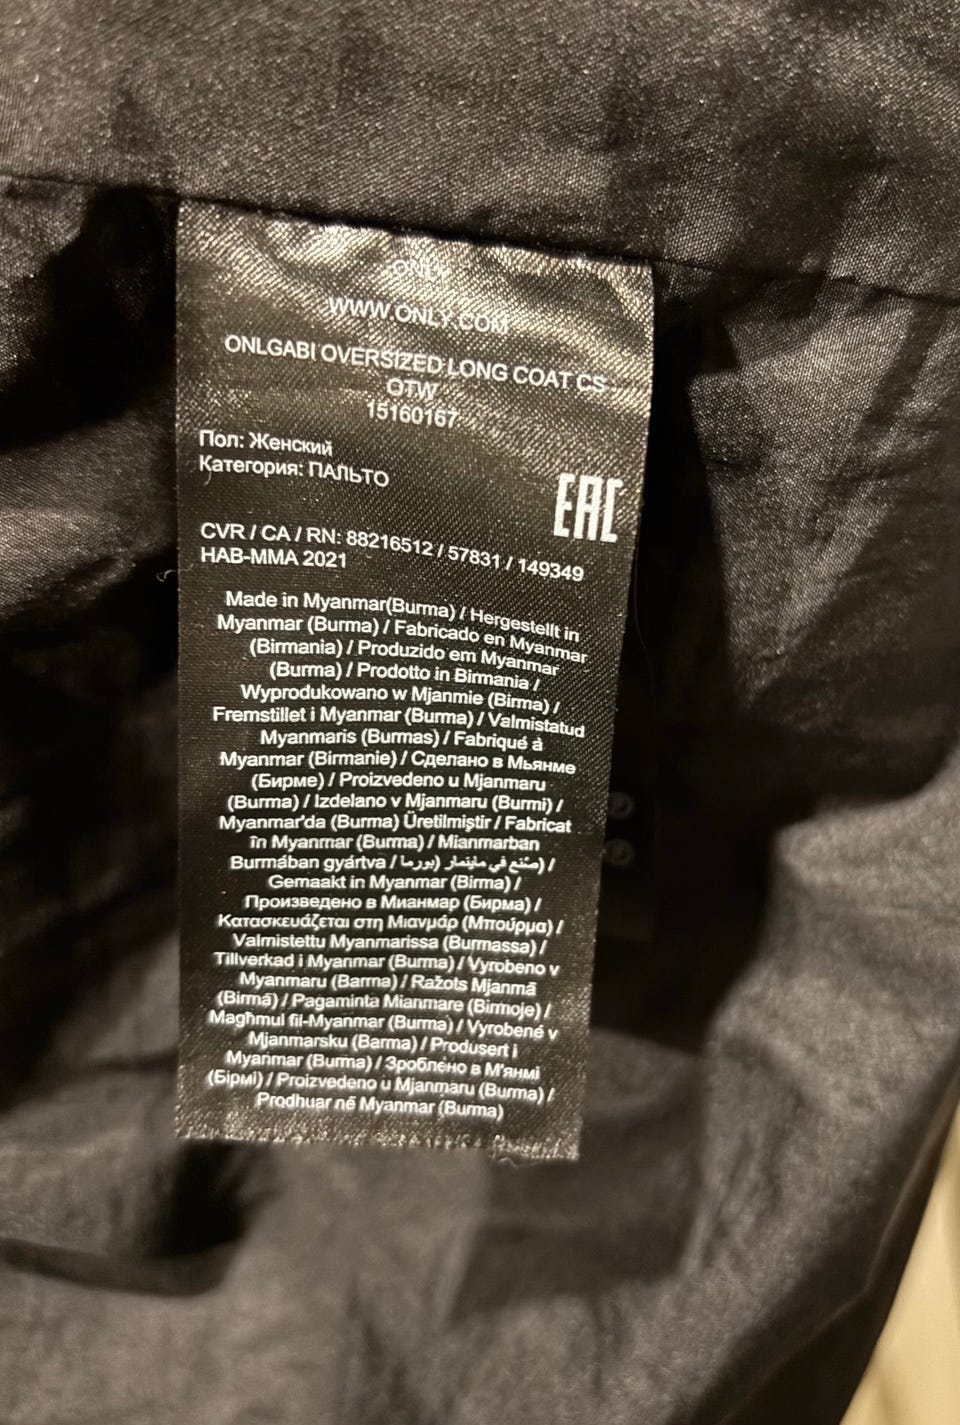 ONLY
WWW.ONLY.COM
ONLGABI OVERSIZED LONG COAT CS
OTW
15160167
Пол: Женский
Категория: ПАЛЬТО
EAC
CVR / CA / RN: 88216512 / 57831 / 149349
HAB-MMA 2021
Made in Myanmar(Burma) / Hergestellt in
Myanmar (Burma) / Fabricado en Myanmar
(Birmania) / Produzido em Myanmar
(Burma) / Prodotto in Birmania /
Wyprodukowano w Mjanmie (Birma) /
Fremstillet i Myanmar (Burma) / Valmistatud
Myanmaris (Burmas) / Fabriqué à
Myanmar (Birmanie) / Сделано в Мьянме
(Бирме) / Proizvedeno u Mjanmaru
(Burma) / Izdelano v Mjanmaru (Burmi) /
Myanmar'da (Burma) Üretilmiştir / Fabricat
în Myanmar (Burma) / Mianmarban
Burmában gyártva / صُنع في ماينمار (بورما) /
Gemaakt in Myanmar (Birma) /
Произведено в Мианмар (Бирма) /
Κατασκευάζεται στη Μιανμάρ (Μπούρμα) /
Valmistettu Myanmarissa (Burmassa) /
Tillverkad i Myanmar (Burma) / Vyrobeno v
Myanmaru (Barma) / Ražots Mjanmā
(Birmā) / Pagaminta Mianmare (Birmoje) /
Magħmul fil-Myanmar (Burma) / Vyrobené v
Mjanmarsku (Barma) / Produsert i
Myanmar (Burma) / Зроблено в М'янмі
(Бірмі) / Proizvedeno u Mjanmaru (Burma) /
Prodhuar në Myanmar (Burma)